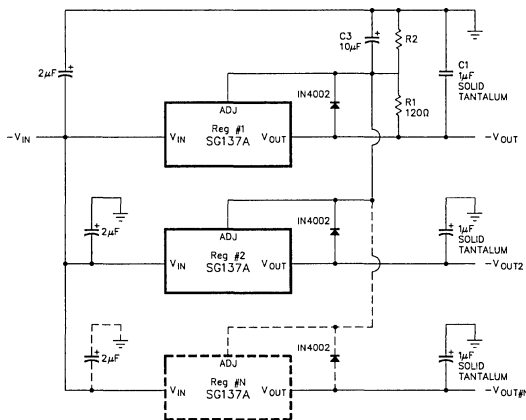 C3
10μF
R2
C1
1μF
SOLID
TANTALUM
2μF
ADJ
IN4002
R1
120Ω
Reg #1
SG137A
VIN
VOUT
-VIN
-VOUT
2μF
ADJ
IN4002
1μF
SOLID
TANTALUM
Reg #2
SG137A
VIN
VOUT
-VOUT2
2μF
ADJ
IN4002
1μF
SOLID
TANTALUM
Reg #N
SG137A
VIN
VOUT
-VOUT#N